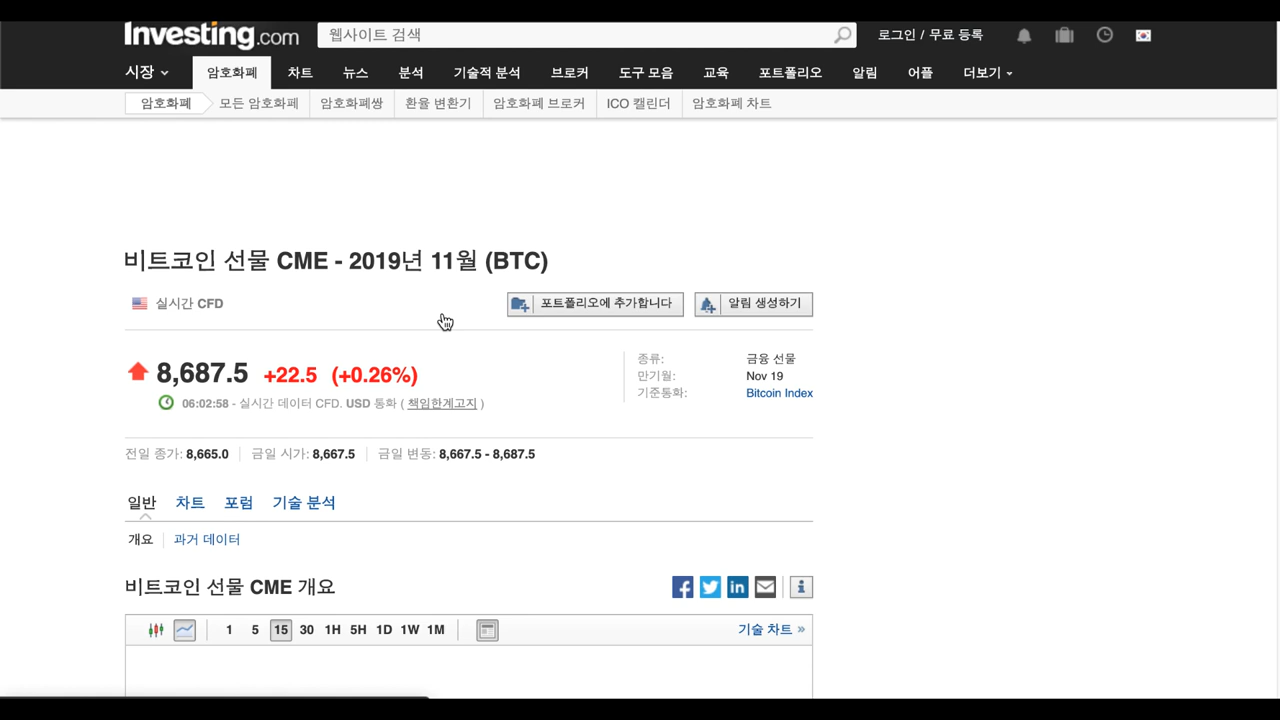 Investing.com 웹사이트 검색 로그인 / 무료 등록
시장 암호화폐 차트 뉴스 분석 기술적 분석 브로커 도구 모음 교육 포트폴리오 알림 어플 더보기
암호화폐 모든 암호화폐 암호화폐쌍 환율 변환기 암호화폐 브로커 ICO 캘린더 암호화폐 차트
비트코인 선물 CME - 2019년 11월 (BTC)
실시간 CFD 포트폴리오에 추가합니다 알림 생성하기
8,687.5 +22.5 (+0.26%)
06:02:58 - 실시간 데이터 CFD. USD 통화 ( 책임한계고지 )
종류: 금융 선물
만기월: Nov 19
기준통화: Bitcoin Index
전일 종가: 8,665.0 금일 시가: 8,667.5 금일 변동: 8,667.5 - 8,687.5
일반 차트 포럼 기술 분석
개요 과거 데이터
비트코인 선물 CME 개요
1 5 15 30 1H 5H 1D 1W 1M 기술 차트 »